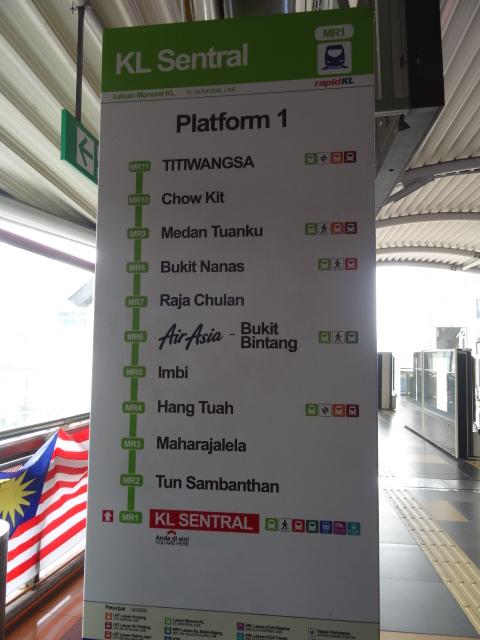 KL Sentral
MR1
rapidKL
Laluan Monorel KL KL MONORAIL LINE
Platform 1
MR11 TITIWANGSA
MR10 Chow Kit
MR9 Medan Tuanku
MR8 Bukit Nanas
MR7 Raja Chulan
MR6 AirAsia - Bukit
Bintang
MR5 Imbi
MR4 Hang Tuah
MR3 Maharajalela
MR2 Tun Sambanthan
MR1 KL SENTRAL
Anda di sini
YOU ARE HERE
Petunjuk LEGEND